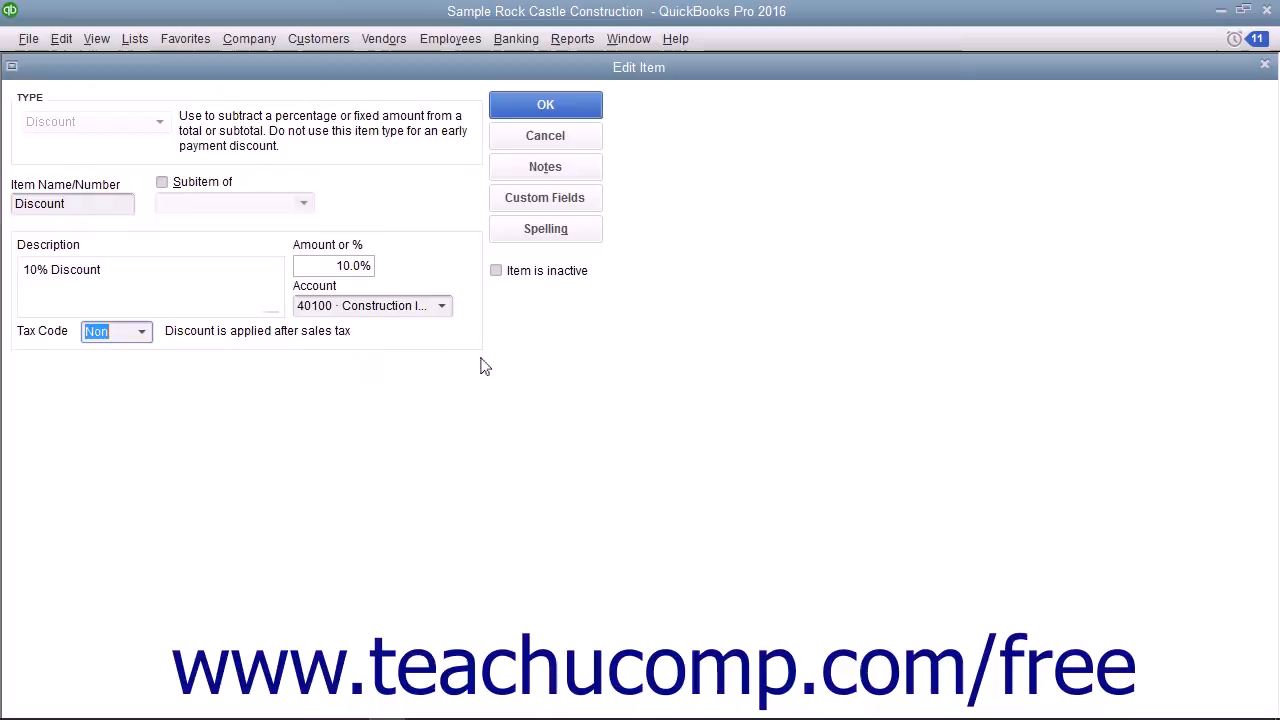 qb
Sample Rock Castle Construction - QuickBooks Pro 2016
File Edit View Lists Favorites Company Customers Vendors Employees Banking Reports Window Help
11
Edit Item
TYPE
Discount
Use to subtract a percentage or fixed amount from a
total or subtotal. Do not use this item type for an early
payment discount.
OK
Cancel
Notes
Custom Fields
Spelling
Item is inactive
Item Name/Number
Discount
Subitem of
Description
10% Discount
Amount or %
10.0%
Account
40100 · Construction I...
Tax Code
Non
Discount is applied after sales tax
www.teachucomp.com/free